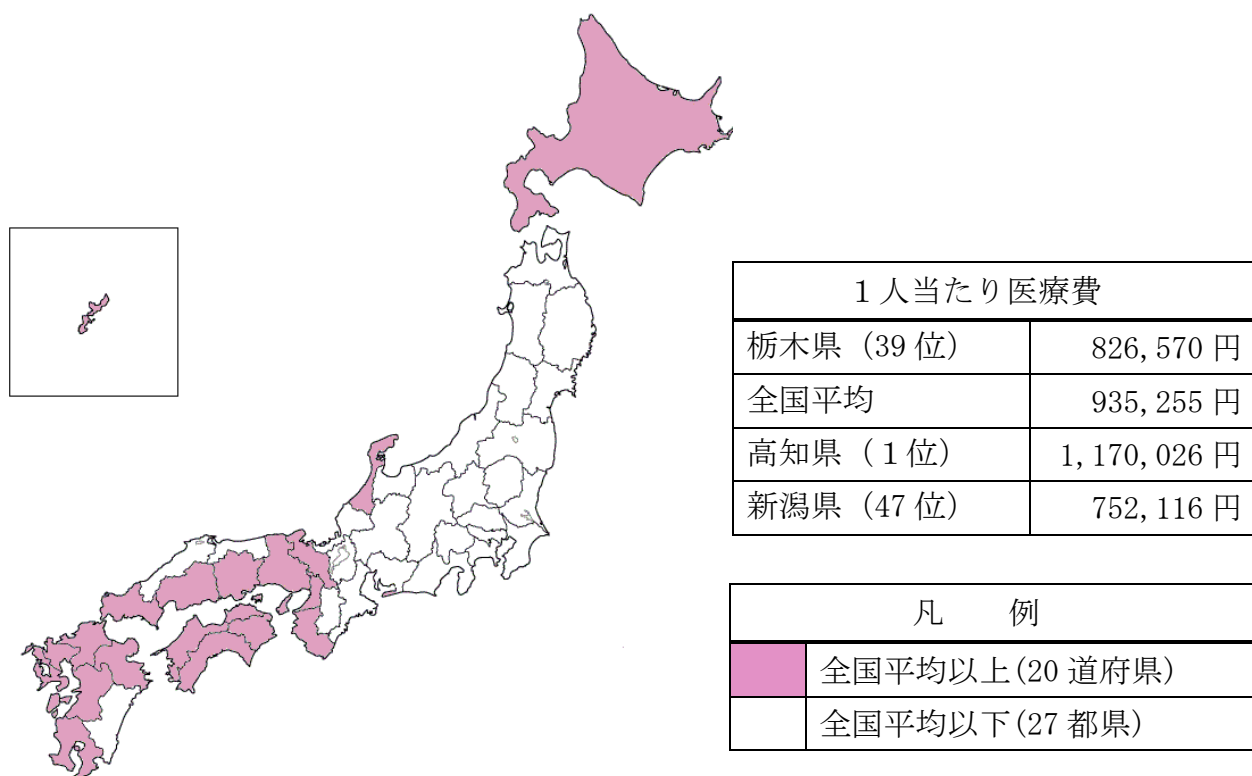 １人当たり医療費
栃木県（39 位） 826,570 円
全国平均 935,255 円
高知県（１位） 1,170,026 円
新潟県（47 位） 752,116 円
凡　　例
全国平均以上(20 道府県)
全国平均以下(27 都県)